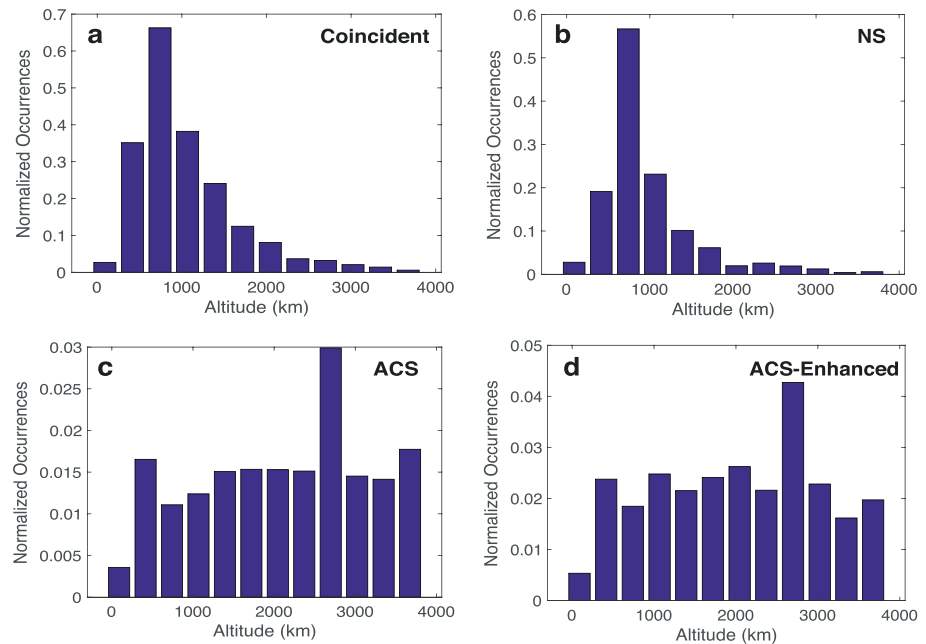 a
Coincident
Normalized Occurrences
0.7
0.6
0.5
0.4
0.3
0.2
0.1
0
0 1000 2000 3000 4000
Altitude (km)
b
NS
Normalized Occurrences
0.6
0.5
0.4
0.3
0.2
0.1
0
0 1000 2000 3000 4000
Altitude (km)
c
ACS
Normalized Occurrences
0.03
0.025
0.02
0.015
0.01
0.005
0
0 1000 2000 3000 4000
Altitude (km)
d
ACS-Enhanced
Normalized Occurrences
0.05
0.04
0.03
0.02
0.01
0
0 1000 2000 3000 4000
Altitude (km)